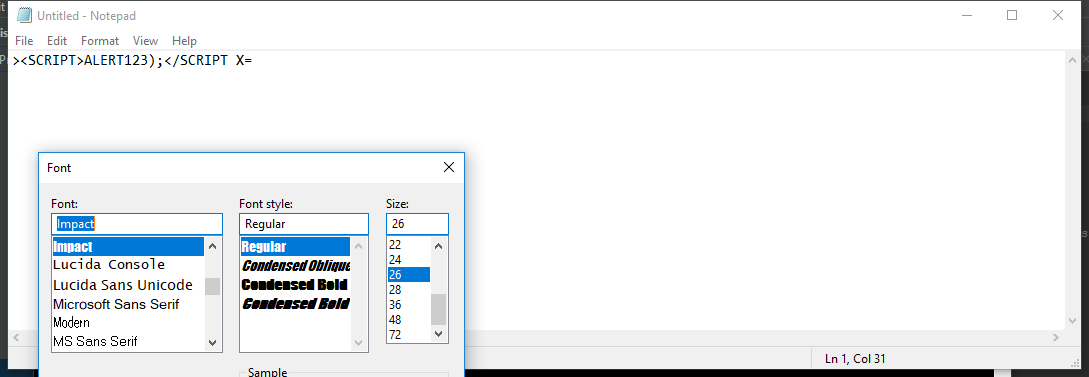 Untitled - Notepad
File Edit Format View Help
><SCRIPT>ALERT123);</SCRIPT X=
Font
Font: Font style: Size:
Impact Regular 26
Impact Regular 22
Lucida Console Condensed Oblique 24
Lucida Sans Unicode Condensed Bold 26
Microsoft Sans Serif Condensed Bold 28
Modern 36
MS Sans Serif 48
72
Sample
Ln 1, Col 31